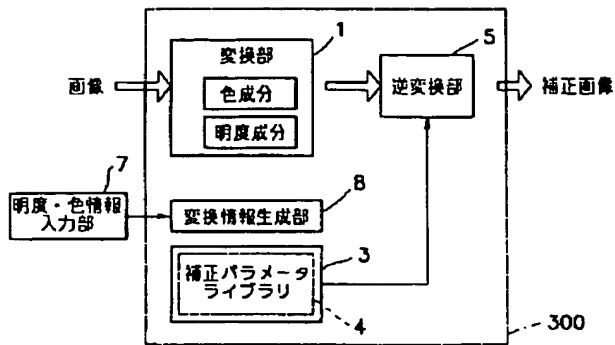 1
5
変換部
画像
色成分
明度成分
逆変換部
補正画像
7
明度・色情報
入力部
8
変換情報生成部
3
補正パラメータ
ライブラリ
4
300